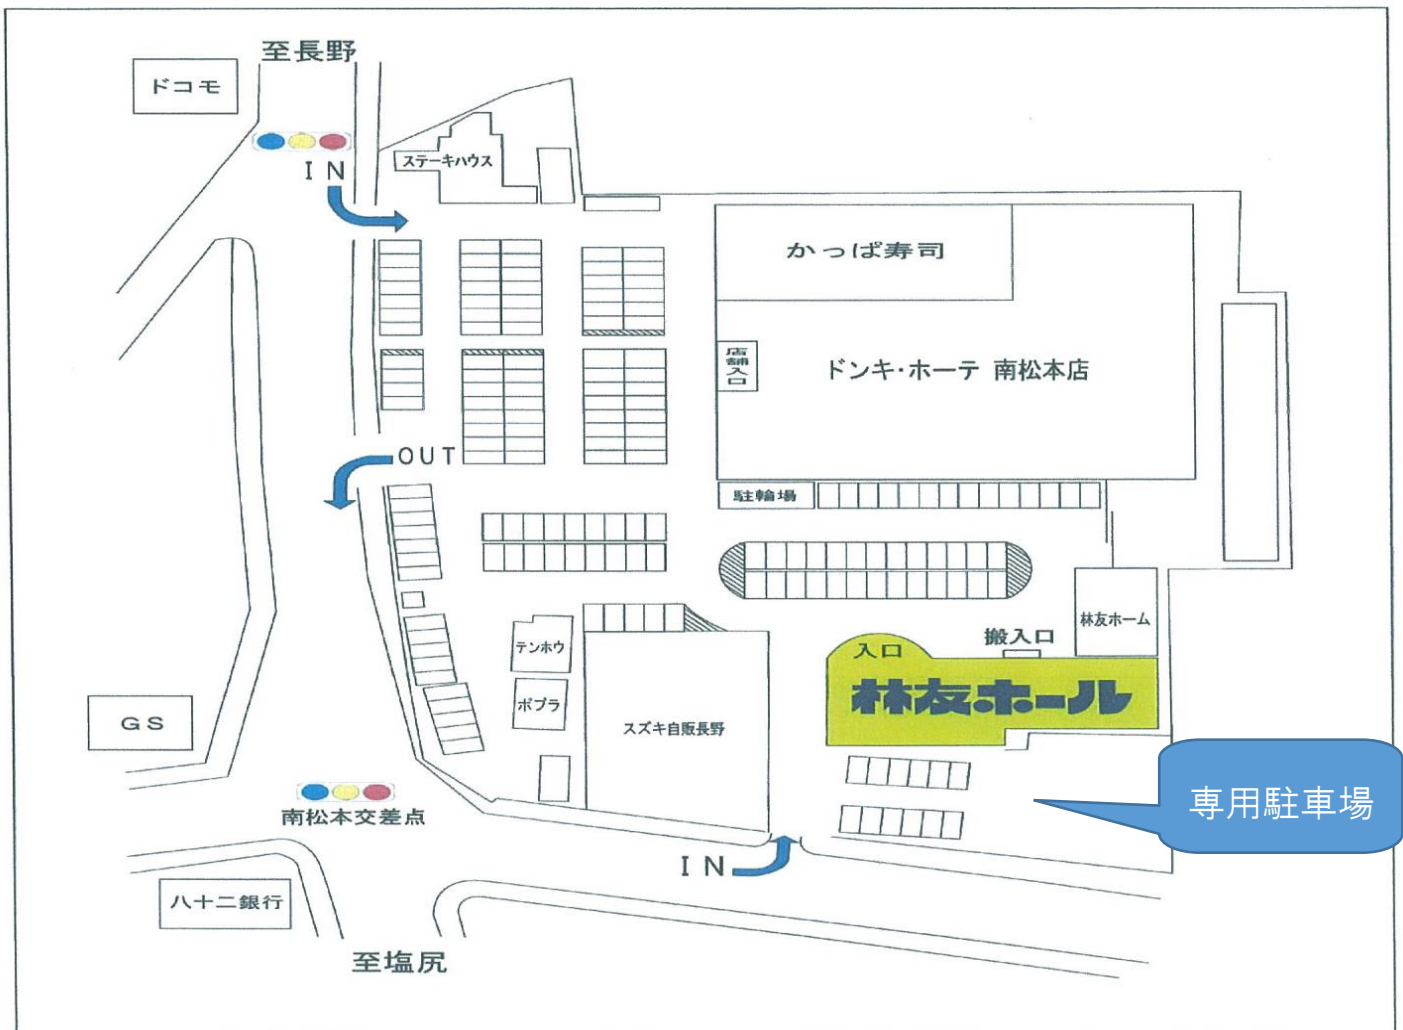 至長野
ドコモ
IN
ステーキハウス
かっぱ寿司
店舗入口
ドンキ・ホーテ 南松本店
OUT
駐輪場
林友ホーム
搬入口
入口
林友ホール
テンホウ
ポプラ
スズキ自販長野
GS
専用駐車場
南松本交差点
IN
八十二銀行
至塩尻